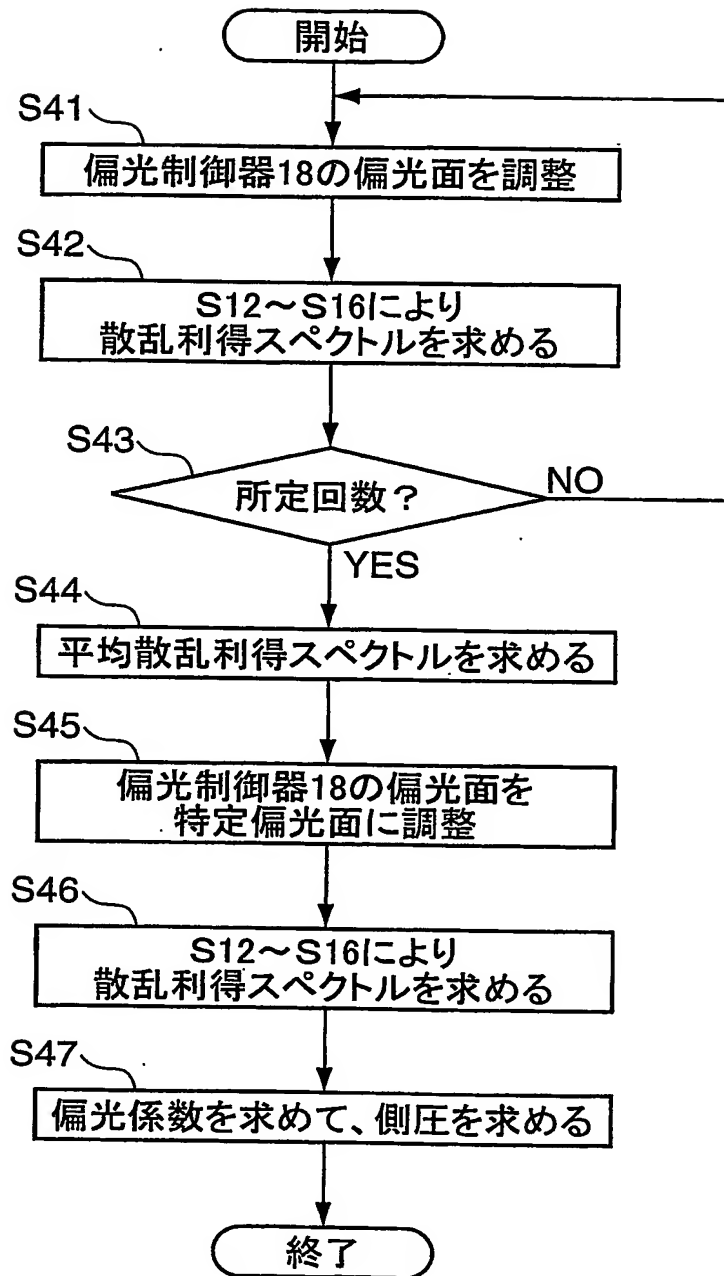 開始
S41
偏光制御器18の偏光面を調整
S42
S12～S16により
散乱利得スペクトルを求める
S43
所定回数？
NO
YES
S44
平均散乱利得スペクトルを求める
S45
偏光制御器18の偏光面を
特定偏光面に調整
S46
S12～S16により
散乱利得スペクトルを求める
S47
偏光係数を求めて、側圧を求める
終了